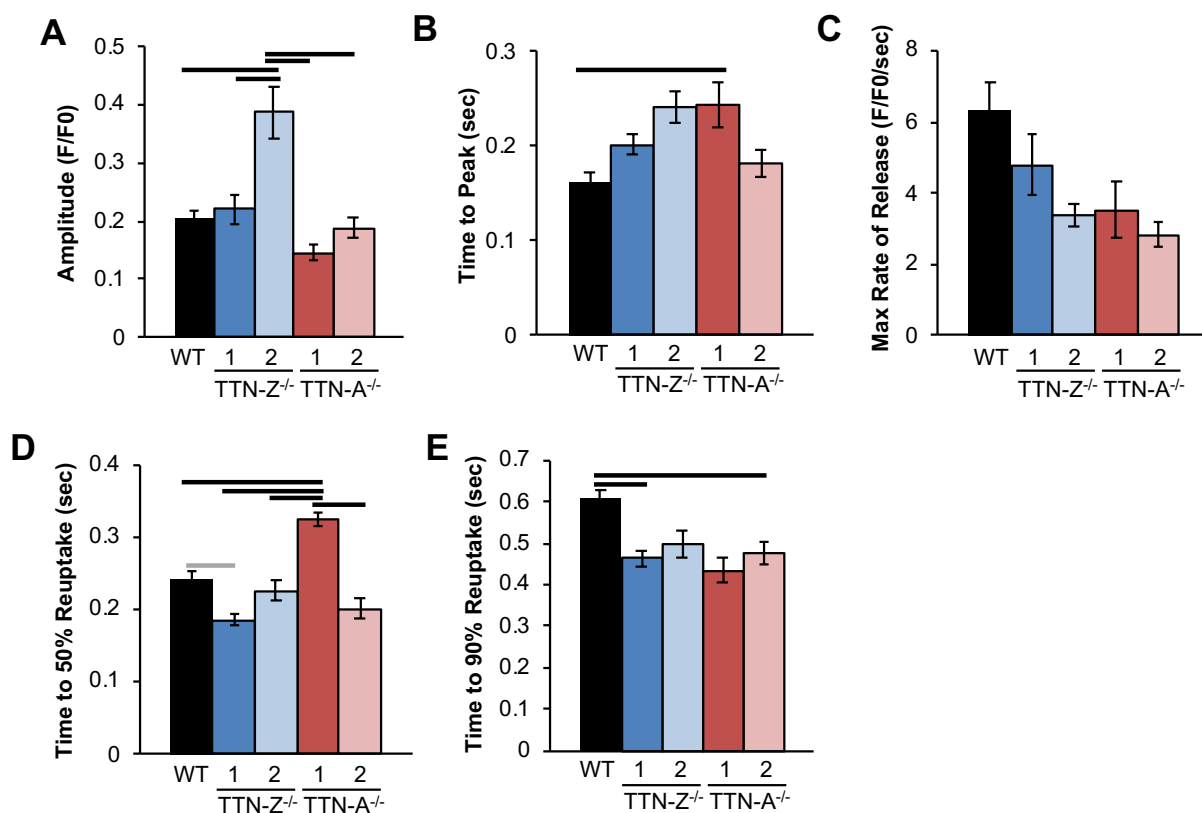 A
Amplitude (F/F0)
0.5
0.4
0.3
0.2
0.1
0
WT 1 2 1 2
TTN-Z-/- TTN-A-/-
B
Time to Peak (sec)
0.3
0.2
0.1
0
WT 1 2 1 2
TTN-Z-/- TTN-A-/-
C
Max Rate of Release (F/F0/sec)
8
6
4
2
0
WT 1 2 1 2
TTN-Z-/- TTN-A-/-
D
Time to 50% Reuptake (sec)
0.4
0.3
0.2
0.1
0
WT 1 2 1 2
TTN-Z-/- TTN-A-/-
E
Time to 90% Reuptake (sec)
0.7
0.6
0.5
0.4
0.3
0.2
0.1
0
WT 1 2 1 2
TTN-Z-/- TTN-A-/-